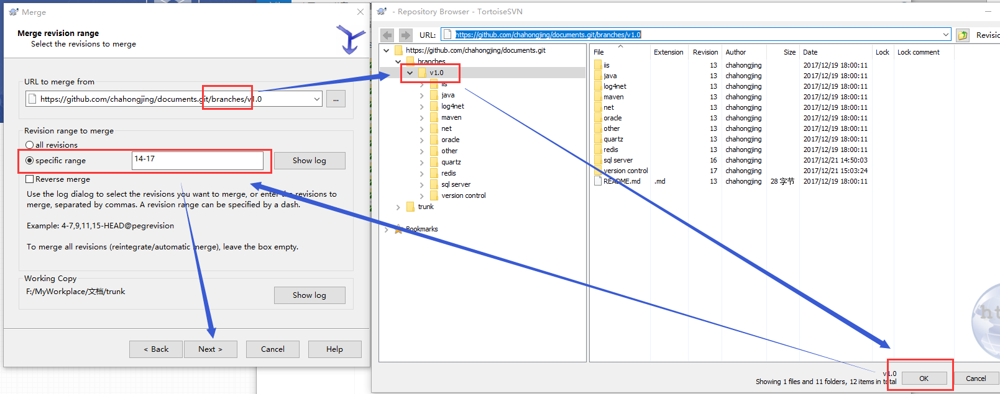 Merge
Merge revision range
Select the revisions to merge
URL to merge from
https://github.com/chahongjing/documents.git/branches/v1.0
...
Revision range to merge
all revisions
specific range
14-17
Show log
Reverse merge
Use the log dialog to select the revisions you want to merge, or enter the revisions to
merge, separated by commas. A revision range can be specified by a dash.
Example: 4-7,9,11,15-HEAD@pegrevision
To merge all revisions (reintegrate/automatic merge), leave the box empty.
Working Copy
F:/MyWorkplace/文档/trunk
Show log
< Back
Next >
Cancel
Help
- Repository Browser - TortoiseSVN
URL:
https://github.com/chahongjing/documents.git/branches/v1.0
Revisio
https://github.com/chahongjing/documents.git
branches
v1.0
iis
java
log4net
maven
net
oracle
other
quartz
redis
sql server
version control
trunk
Bookmarks
File Extension Revision Author Size Date Lock Lock comment
iis 13 chahongjing 2017/12/19 18:00:11
java 13 chahongjing 2017/12/19 18:00:11
log4net 13 chahongjing 2017/12/19 18:00:11
maven 13 chahongjing 2017/12/19 18:00:11
net 13 chahongjing 2017/12/19 18:00:11
oracle 13 chahongjing 2017/12/19 18:00:11
other 13 chahongjing 2017/12/19 18:00:11
quartz 13 chahongjing 2017/12/19 18:00:11
redis 13 chahongjing 2017/12/19 18:00:11
sql server 16 chahongjing 2017/12/21 14:50:03
version control 17 chahongjing 2017/12/21 15:03:24
README.md .md 13 chahongjing 28 字节 2017/12/19 18:00:11
ht
v1.0
Showing 1 files and 11 folders, 12 items in total
OK
Cancel